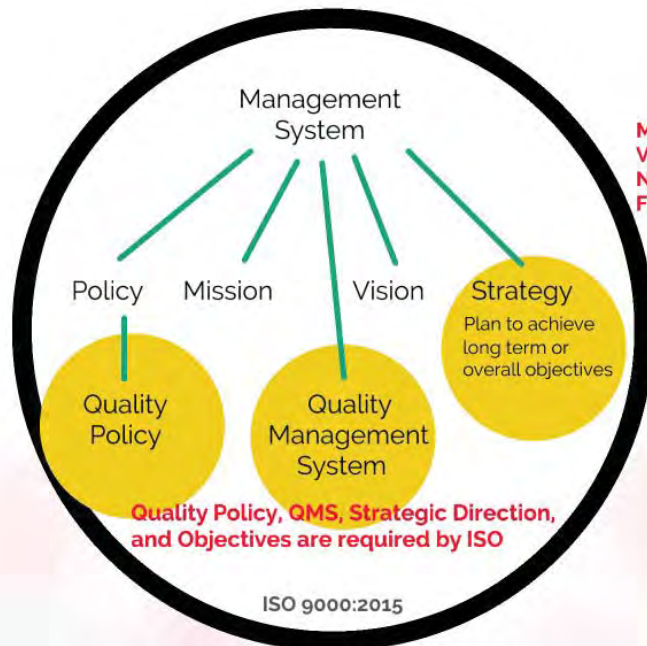 Management
System
M
V
N
F
Policy
Mission
Vision
Strategy
Plan to achieve
long term or
overall objectives
Quality
Policy
Quality
Management
System
Quality Policy, QMS, Strategic Direction,
and Objectives are required by ISO
ISO 9000:2015